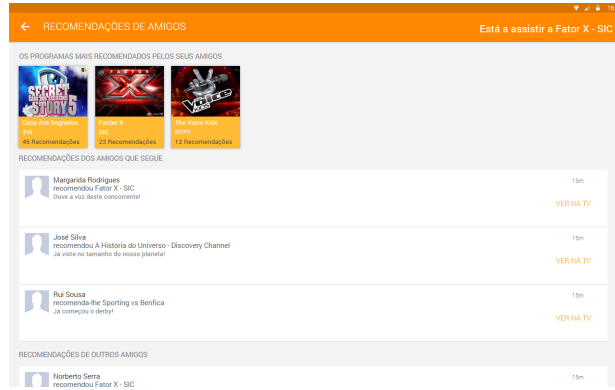 RECOMENDAÇÕES DE AMIGOS
Está a assistir a Fator X - SIC
OS PROGRAMAS MAIS RECOMENDADOS PELOS SEUS AMIGOS
SECRET STORY 5
FACTOR
X
The Voice KIDS
Casa dos Segredos
TVI
45 Recomendações
Factor X
SIC
23 Recomendações
The Voice Kids
RTP1
12 Recomendações
RECOMENDAÇÕES DOS AMIGOS QUE SEGUE
Margarida Rodrigues
15m
recomendou Fator X - SIC
Ouve a voz deste concorrente!
VER NA TV
José Silva
15m
recomendou A História do Universo - Discovery Channel
Já viste no tamanho do nosso planeta!
VER NA TV
Rui Sousa
15m
recomenda-lhe Sporting vs Benfica
Já começou o derby!
VER NA TV
RECOMENDAÇÕES DE OUTROS AMIGOS
Norberto Serra
15m
recomendou Fator X - SIC